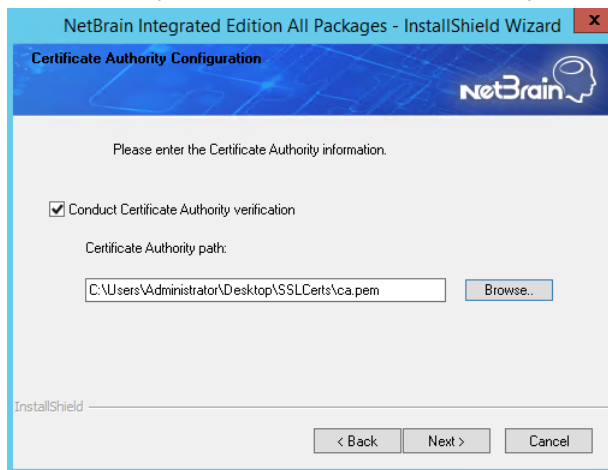 NetBrain Integrated Edition All Packages - InstallShield Wizard x
Certificate Authority Configuration
NetBrain
Please enter the Certificate Authority information.
Conduct Certificate Authority verification
Certificate Authority path:
C:\Users\Administrator\Desktop\SSLCerts\ca.pem Browse..
InstallShield
< Back Next > Cancel